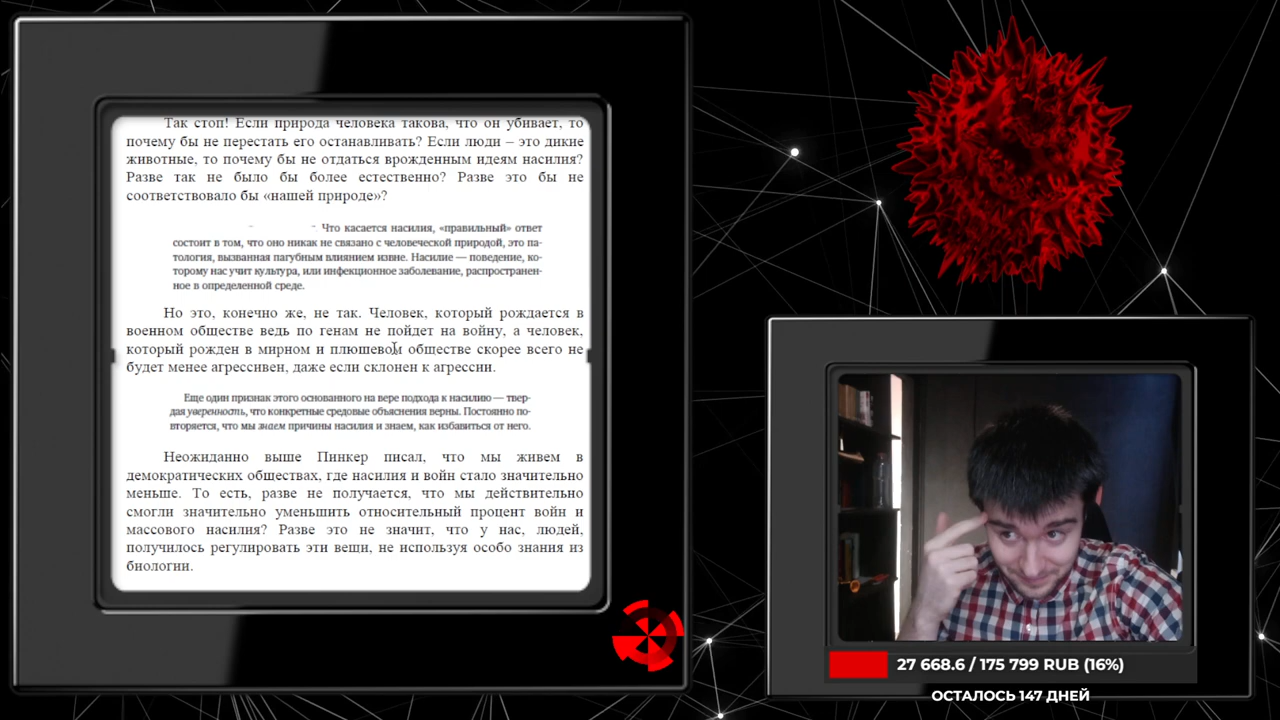 Так стоп! Если природа человека такова, что он убивает, то
почему бы не перестать его останавливать? Если люди – это дикие
животные, то почему бы не отдаться врожденным идеям насилия?
Разве так не было бы более естественно? Разве это бы не
соответствовало бы «нашей природе»?
Что касается насилия, «правильный» ответ
состоит в том, что оно никак не связано с человеческой природой, это па-
тология, вызванная пагубным влиянием извне. Насилие — поведение, ко-
торому нас учит культура, или инфекционное заболевание, распространен-
ное в определенной среде.
Но это, конечно же, не так. Человек, который рождается в
военном обществе ведь по генам не пойдет на войну, а человек,
который рожден в мирном и плюшевом обществе скорее всего не
будет менее агрессивен, даже если склонен к агрессии.
Еще один признак этого основанного на вере подхода к насилию — твер-
дая уверенность, что конкретные средовые объяснения верны. Постоянно по-
вторяется, что мы знаем причины насилия и знаем, как избавиться от него.
Неожиданно выше Пинкер писал, что мы живем в
демократических обществах, где насилия и войн стало значительно
меньше. То есть, разве не получается, что мы действительно
смогли значительно уменьшить относительный процент войн и
массового насилия? Разве это не значит, что у нас, людей,
получилось регулировать эти вещи, не используя особо знания из
биологии.
27 668.6 / 175 799 RUB (16%)
ОСТАЛОСЬ 147 ДНЕЙ